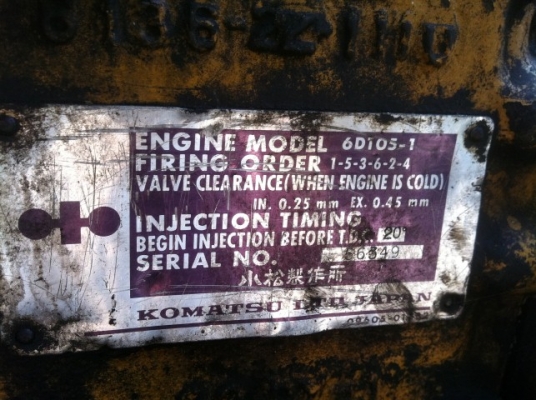 ENGINE MODEL 6D105-1
FIRING ORDER 1-5-3-6-2-4
VALVE CLEARANCE (WHEN ENGINE IS COLD)
IN. 0.25 mm EX. 0.45 mm
INJECTION TIMING
BEGIN INJECTION BEFORE T.D.C. 20°
SERIAL NO. 86349
小松製作所
KOMATSU LTD. JAPAN